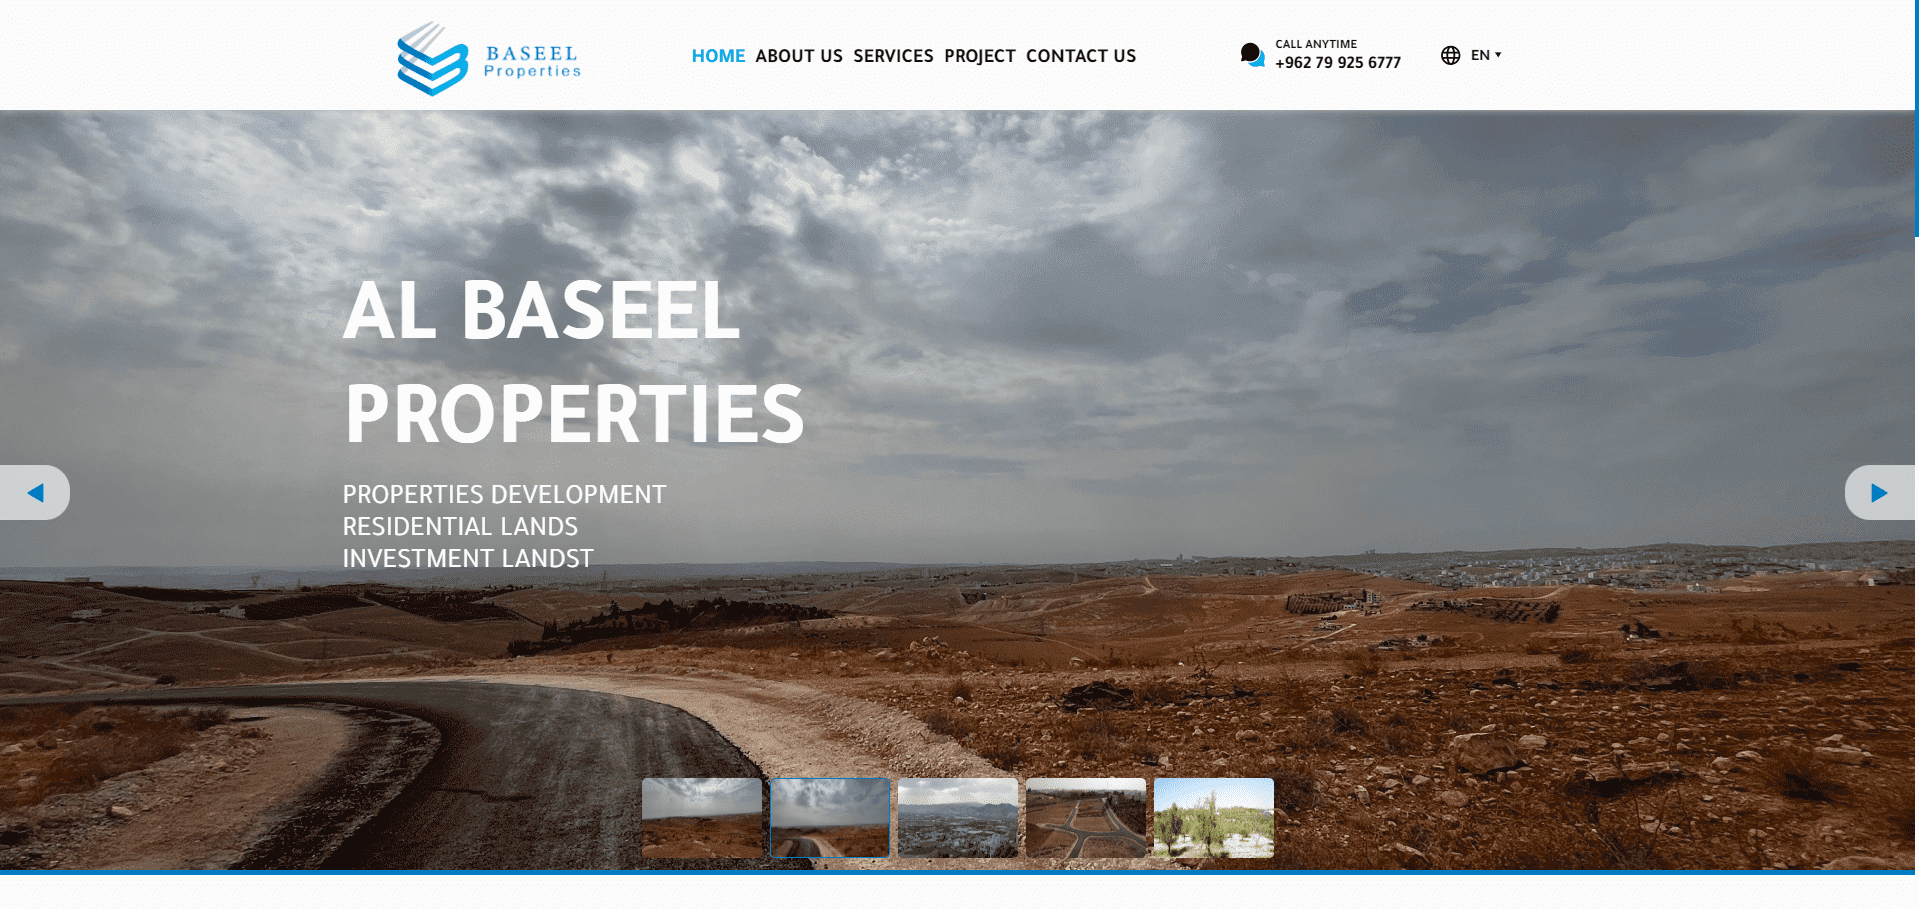 BASEEL
Properties
HOME ABOUT US SERVICES PROJECT CONTACT US
CALL ANYTIME
+962 79 925 6777
EN
AL BASEEL
PROPERTIES
PROPERTIES DEVELOPMENT
RESIDENTIAL LANDS
INVESTMENT LANDST